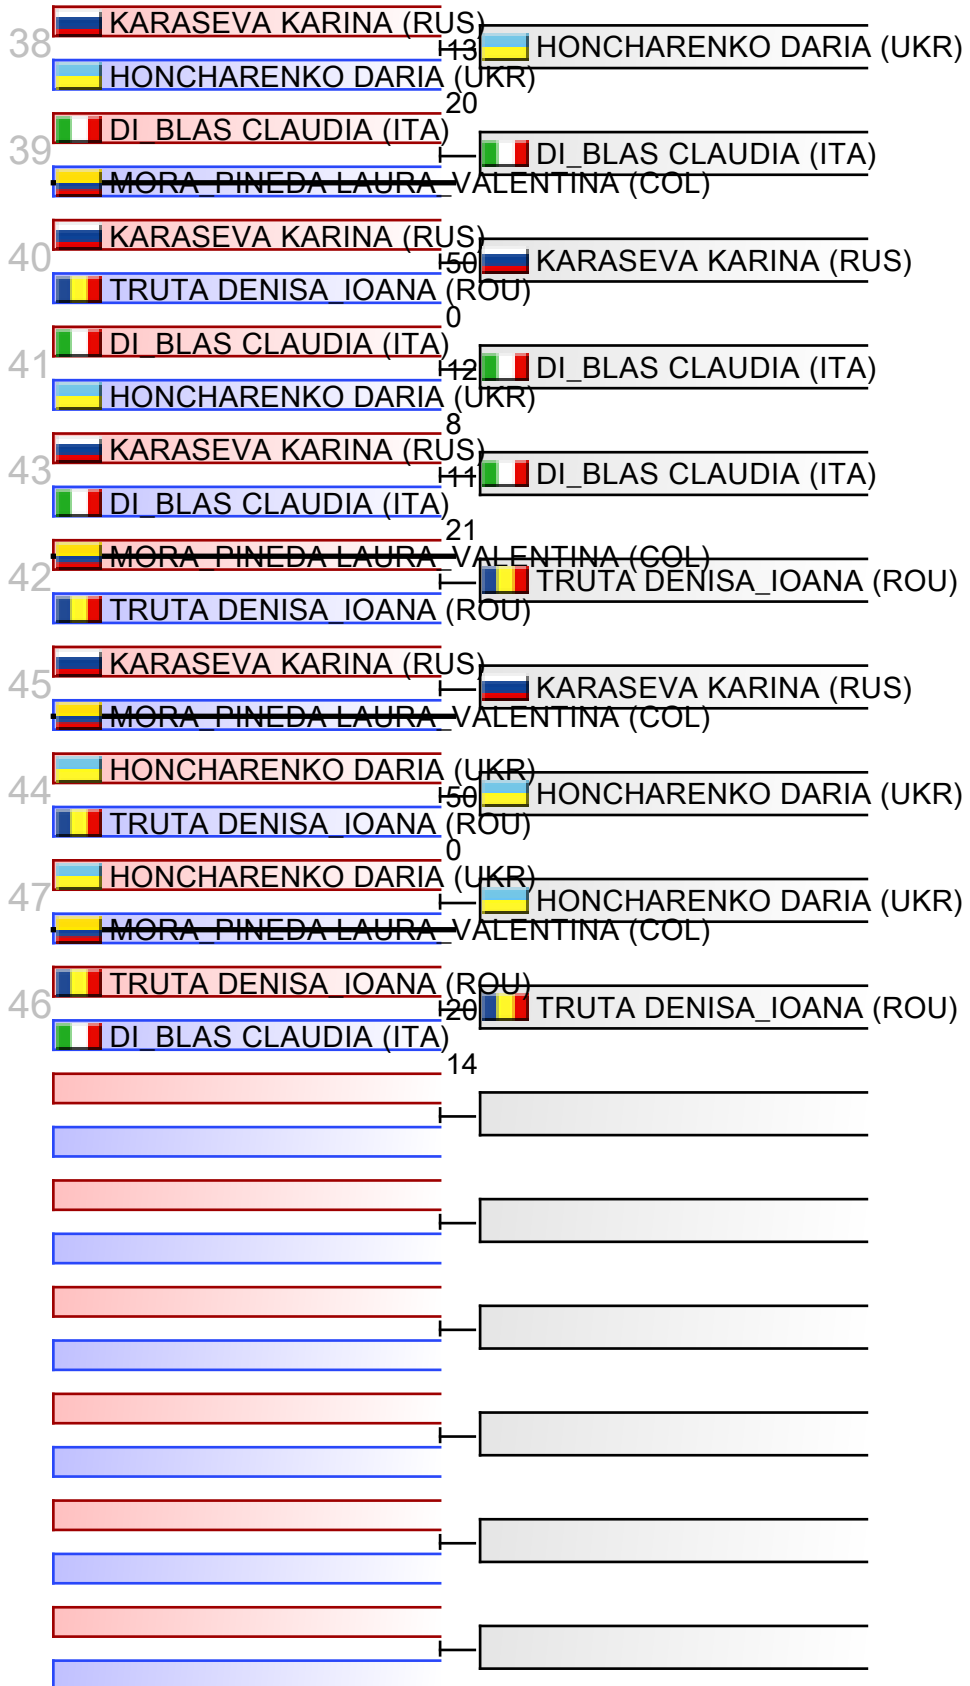 KARASEVA KARINA (RUS)
38
13
HONCHARENKO DARIA (UKR)
HONCHARENKO DARIA (UKR)
20
DI_BLAS CLAUDIA (ITA)
39
DI_BLAS CLAUDIA (ITA)
MORA_PINEDA LAURA_VALENTINA (COL)
KARASEVA KARINA (RUS)
40
50
KARASEVA KARINA (RUS)
TRUTA DENISA_IOANA (ROU)
0
DI_BLAS CLAUDIA (ITA)
41
12
DI_BLAS CLAUDIA (ITA)
HONCHARENKO DARIA (UKR)
8
KARASEVA KARINA (RUS)
43
11
DI_BLAS CLAUDIA (ITA)
DI_BLAS CLAUDIA (ITA)
21
MORA_PINEDA LAURA_VALENTINA (COL)
42
TRUTA DENISA_IOANA (ROU)
TRUTA DENISA_IOANA (ROU)
KARASEVA KARINA (RUS)
45
KARASEVA KARINA (RUS)
MORA_PINEDA LAURA_VALENTINA (COL)
HONCHARENKO DARIA (UKR)
44
50
HONCHARENKO DARIA (UKR)
TRUTA DENISA_IOANA (ROU)
0
HONCHARENKO DARIA (UKR)
47
HONCHARENKO DARIA (UKR)
MORA_PINEDA LAURA_VALENTINA (COL)
TRUTA DENISA_IOANA (ROU)
46
20
TRUTA DENISA_IOANA (ROU)
DI_BLAS CLAUDIA (ITA)
14